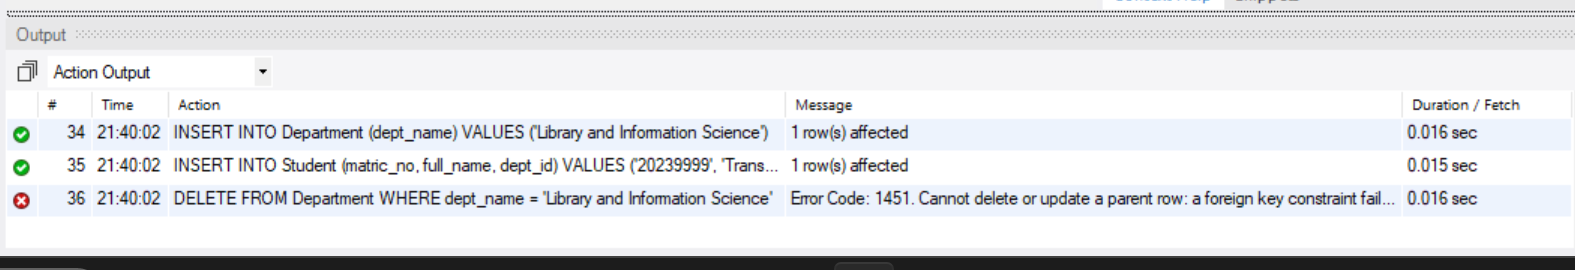 Output
Action Output
# Time Action Message Duration / Fetch
34 21:40:02 INSERT INTO Department (dept_name) VALUES ('Library and Information Science') 1 row(s) affected 0.016 sec
35 21:40:02 INSERT INTO Student (matric_no, full_name, dept_id) VALUES ('20239999', 'Trans... 1 row(s) affected 0.015 sec
36 21:40:02 DELETE FROM Department WHERE dept_name = 'Library and Information Science' Error Code: 1451. Cannot delete or update a parent row: a foreign key constraint fail... 0.016 sec